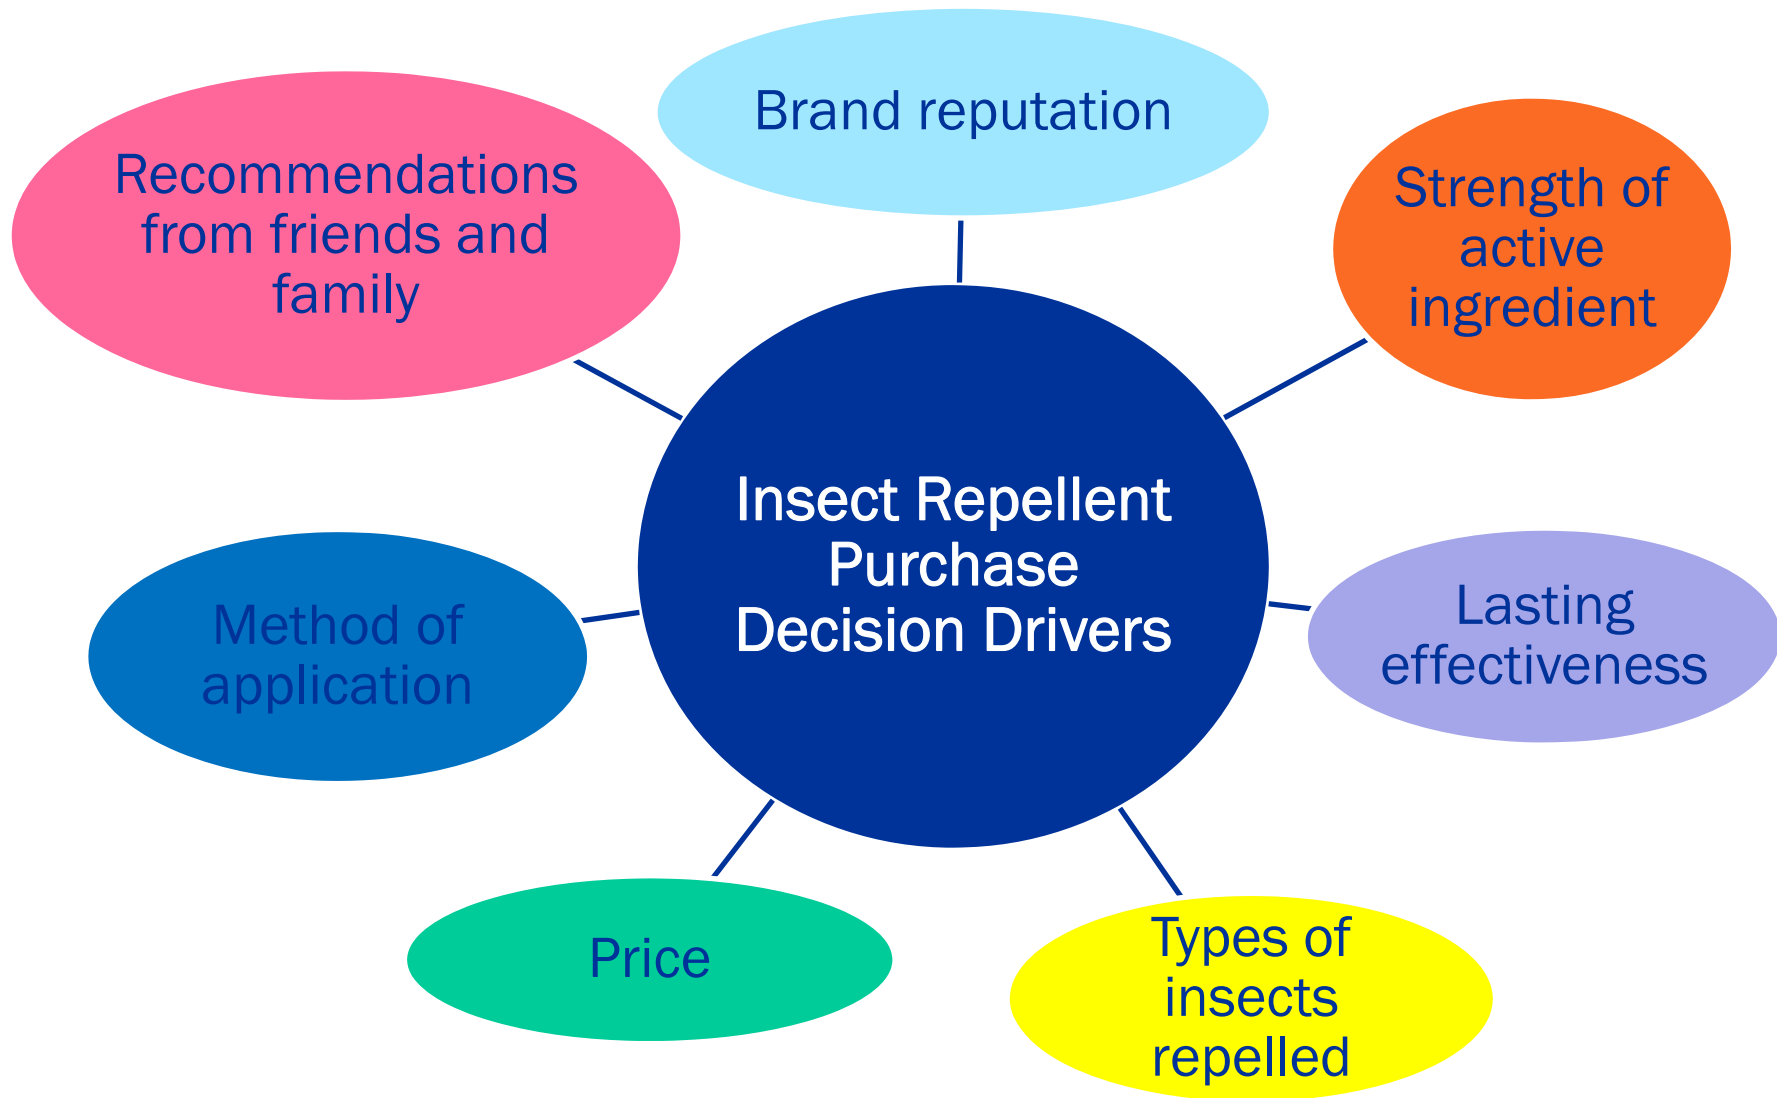 Brand reputation
Recommendations
from friends and
family
Strength of
active
ingredient
Insect Repellent
Purchase
Decision Drivers
Lasting
effectiveness
Method of
application
Price
Types of
insects
repelled